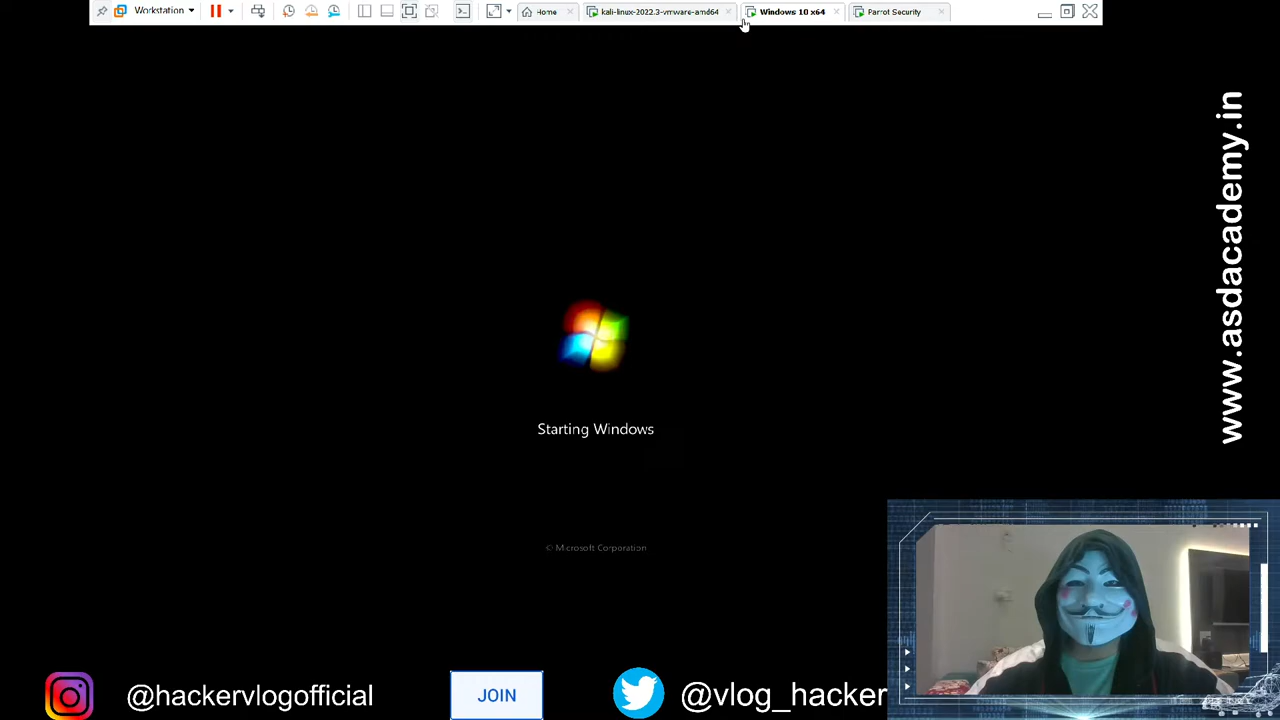 Workstation
Home
kali-linux-2022.3-vmware-amd64
Windows 10 x64
Parrot Security
www.asdacademy.in
Starting Windows
© Microsoft Corporation
@hackervlogofficial
JOIN
@vlog_hacker